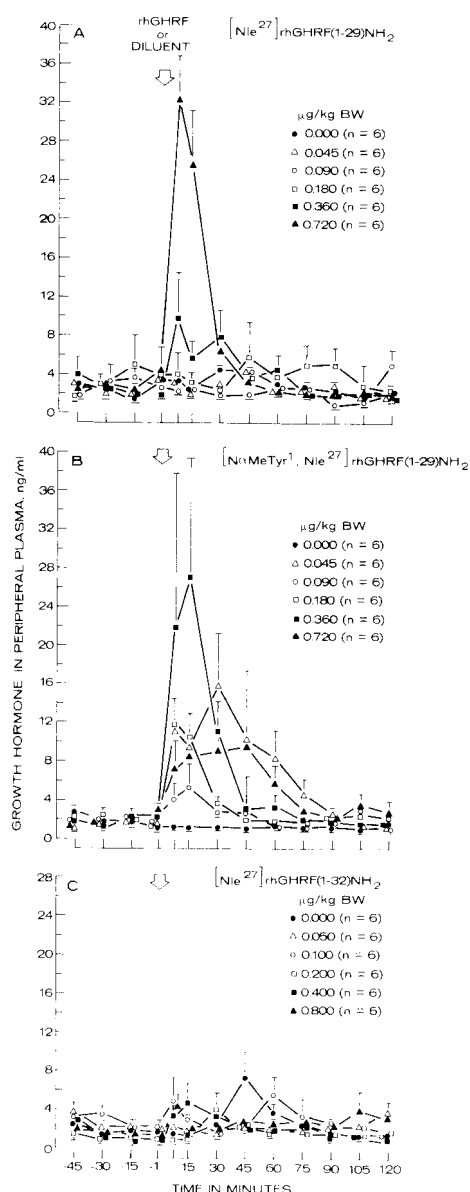 A
rhGHRF
or
DILUENT
[Nle27]rhGHRF(1-29)NH2
µg/kg BW
0.000 (n = 6)
0.045 (n = 6)
0.090 (n = 6)
0.180 (n = 6)
0.360 (n = 6)
0.720 (n = 6)
40
36
32
28
24
20
16
12
8
4
0
B
[NαMeTyr1, Nle27]rhGHRF(1-29)NH2
µg/kg BW
0.000 (n = 6)
0.045 (n = 6)
0.090 (n = 6)
0.180 (n = 6)
0.360 (n = 6)
0.720 (n = 6)
40
36
32
28
24
20
16
12
8
4
0
GROWTH HORMONE IN PERIPHERAL PLASMA, ng/ml
C
[Nle27]rhGHRF(1-32)NH2
µg/kg BW
0.000 (n = 6)
0.050 (n = 6)
0.100 (n = 6)
0.200 (n = 6)
0.400 (n = 6)
0.800 (n = 6)
28
24
20
16
12
8
4
0
-45 -30 -15 -1 15 30 45 60 75 90 105 120
TIME IN MINUTES